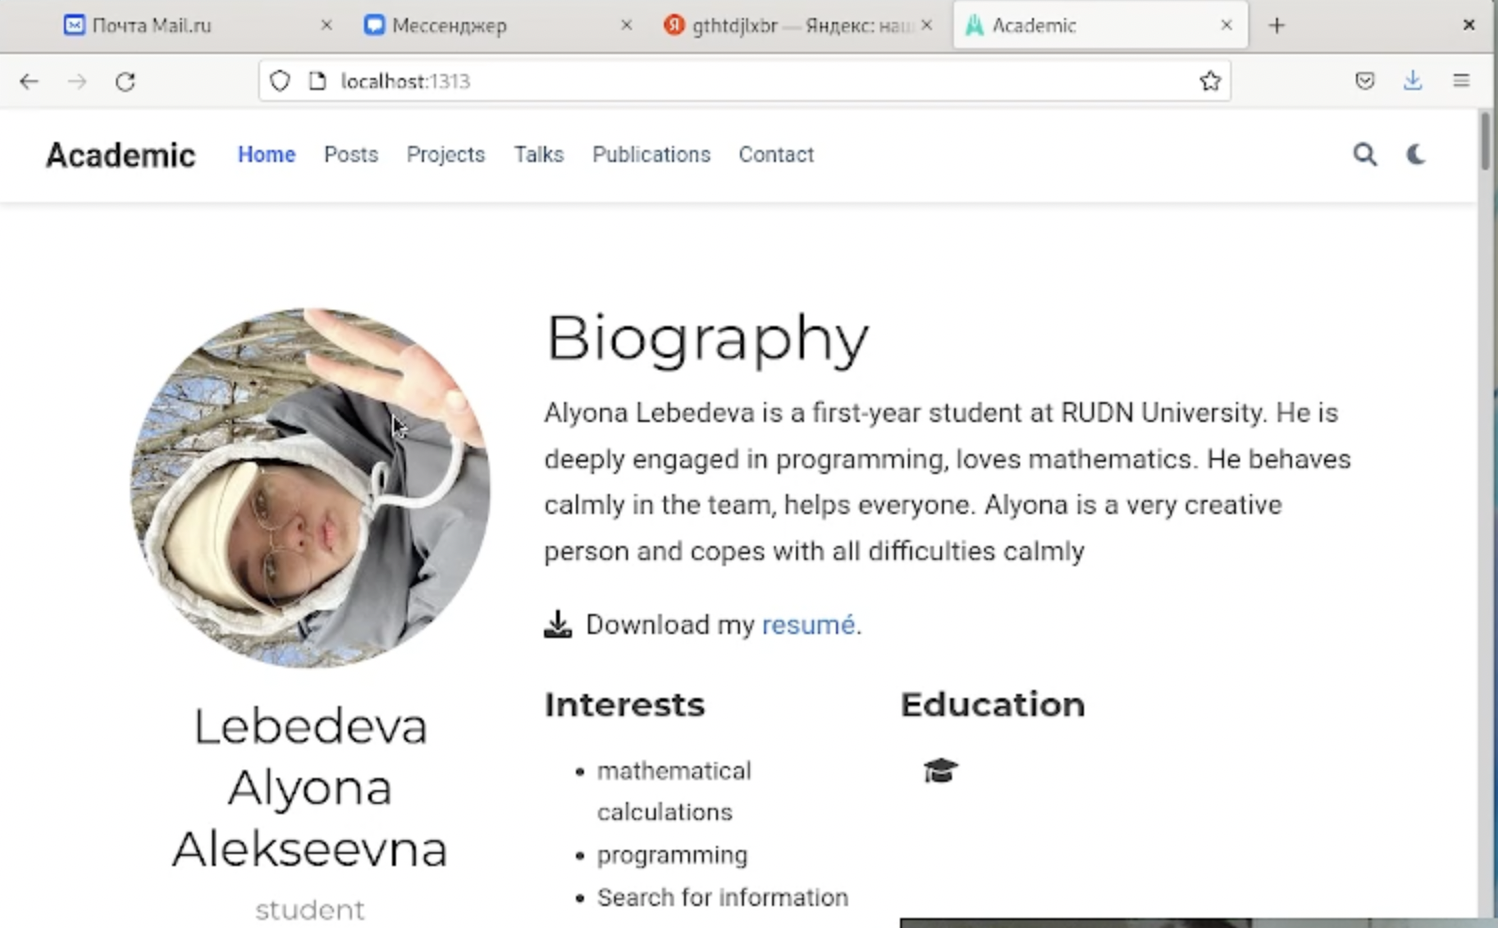 Почта Mail.ru
Мессенджер
gthtdjlxbr — Яндекс: наш
Academic
localhost:1313
Academic Home Posts Projects Talks Publications Contact
Biography
Alyona Lebedeva is a first-year student at RUDN University. He is
deeply engaged in programming, loves mathematics. He behaves
calmly in the team, helps everyone. Alyona is a very creative
person and copes with all difficulties calmly
Download my resumé.
Lebedeva
Alyona
Alekseevna
student
Interests
mathematical
calculations
programming
Search for information
Education